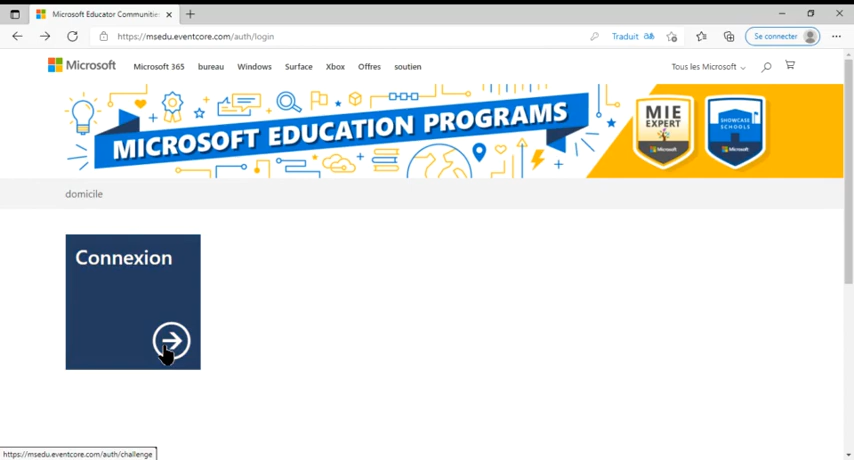 Microsoft Educator Communities
https://msedu.eventcore.com/auth/login
Traduit
Se connecter
Microsoft
Microsoft 365
bureau
Windows
Surface
Xbox
Offres
soutien
Tous les Microsoft
MICROSOFT EDUCATION PROGRAMS
MIE
EXPERT
Microsoft
SHOWCASE
SCHOOLS
Microsoft
domicile
Connexion
https://msedu.eventcore.com/auth/challenge